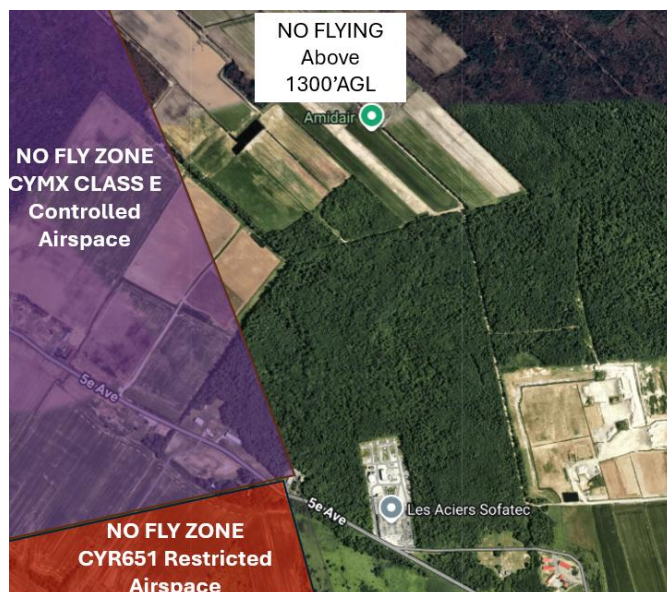 NO FLYING
Above
1300'AGL
Amidair
NO FLY ZONE
CYMX CLASS E
Controlled
Airspace
5e Ave
5e Ave
Les Aciers Sofatec
NO FLY ZONE
CYR651 Restricted
Airspace